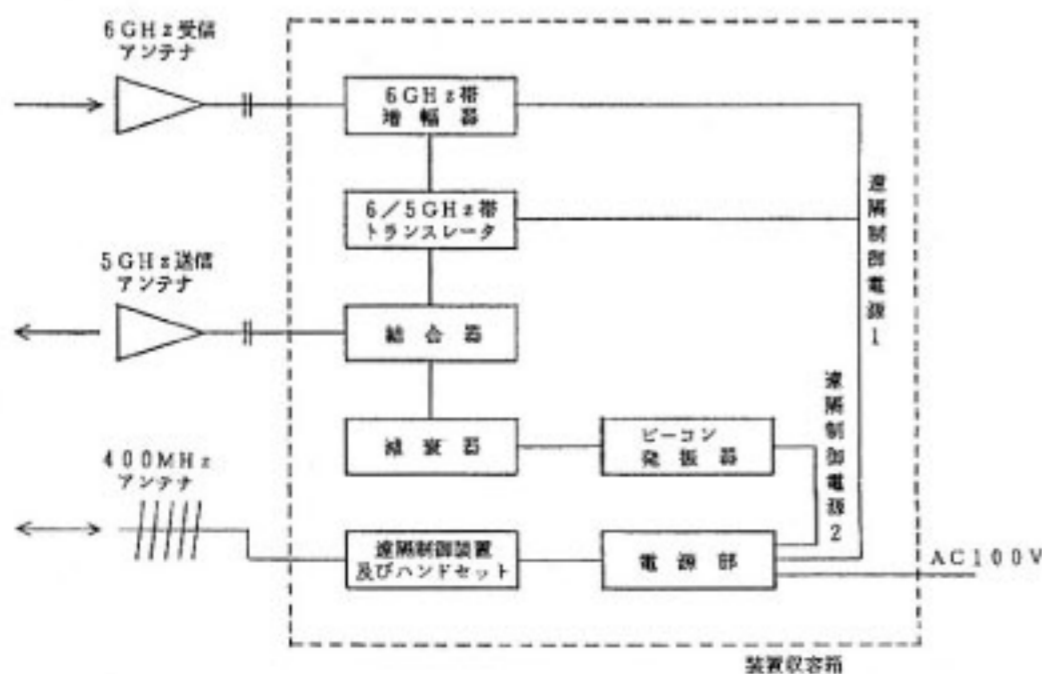 6GHz受信
アンテナ
6GHz帯
増幅器
6/5GHz帯
トランスレータ
5GHz送信
アンテナ
結合器
減衰器
ビーコン
発振器
400MHz
アンテナ
遠隔制御装置
及びハンドセット
電源部
遠隔制御電源1
遠隔制御電源2
AC100V
装置収容箱